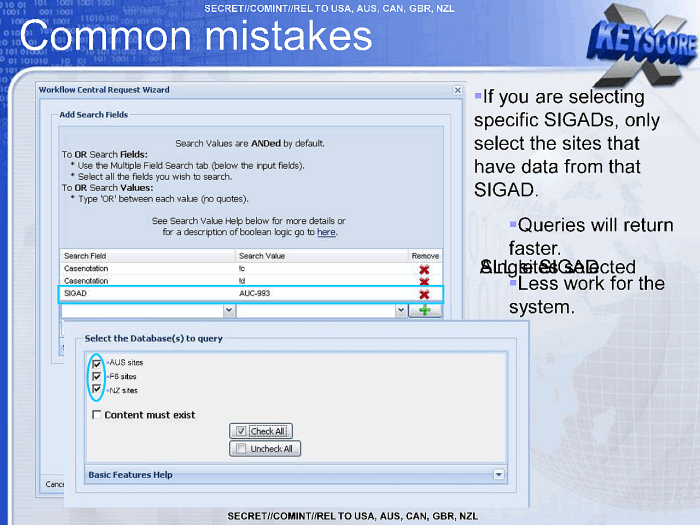 SECRET//COMINT//REL TO USA, AUS, CAN, GBR, NZL
Common mistakes
XKEYSCORE
Workflow Central Request Wizard
Add Search Fields
Search Values are ANDed by default.
To OR Search Fields:
* Use the Multiple Field Search tab (below the input fields).
* Select all the fields you wish to search.
To OR Search Values:
* Type 'OR' between each value (no quotes).
See Search Value Help below for more details or
for a description of boolean logic go to here.
Search Field Search Value Remove
Casenotation !c
Casenotation !d
SIGAD AUC-993
Select the Database(s) to query
-AUS sites
-F6 sites
-NZ sites
Content must exist
Check All
Uncheck All
Basic Features Help
Cance
If you are selecting
specific SIGADs, only
select the sites that
have data from that
SIGAD.
Queries will return
faster.
Single SIGAD
ALL sites selected
Less work for the
system.
SECRET//COMINT//REL TO USA, AUS, CAN, GBR, NZL